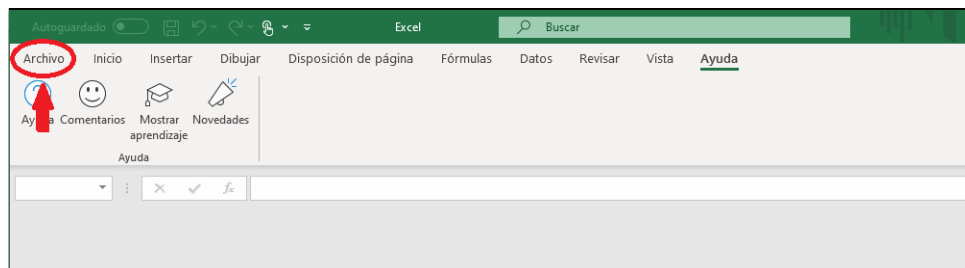 Autoguardado Excel Buscar
Archivo Inicio Insertar Dibujar Disposición de página Fórmulas Datos Revisar Vista Ayuda
Comentarios Mostrar aprendizaje Novedades
Ayuda
fx